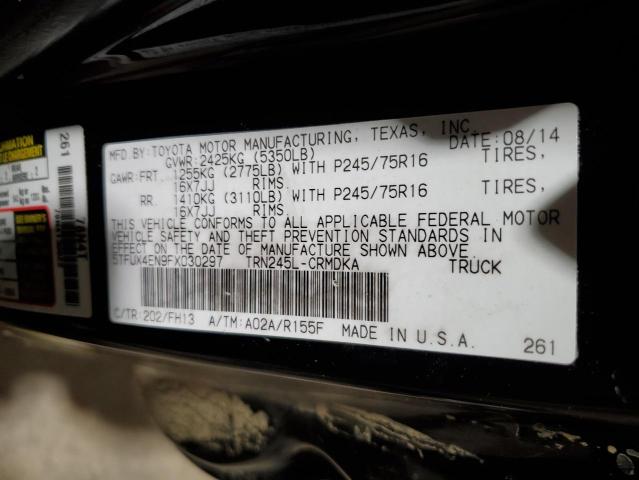 MFD.BY:TOYOTA MOTOR MANUFACTURING, TEXAS, INC DATE:08/14
GVWR:2425KG (5350LB)
GAWR:FRT. 1255KG (2775LB) WITH P245/75R16 TIRES,
16X7JJ RIMS.
RR. 1410KG (3110LB) WITH P245/75R16 TIRES,
16X7JJ RIMS.
THIS VEHICLE CONFORMS TO ALL APPLICABLE FEDERAL MOTOR
VEHICLE SAFETY AND THEFT PREVENTION STANDARDS IN
EFFECT ON THE DATE OF MANUFACTURE SHOWN ABOVE.
5TFUX4EN9FX030297 TRN245L-CRMDKA TRUCK
C/TR:202/FH13 A/TM:A02A/R155F MADE IN U.S.A. 261
261